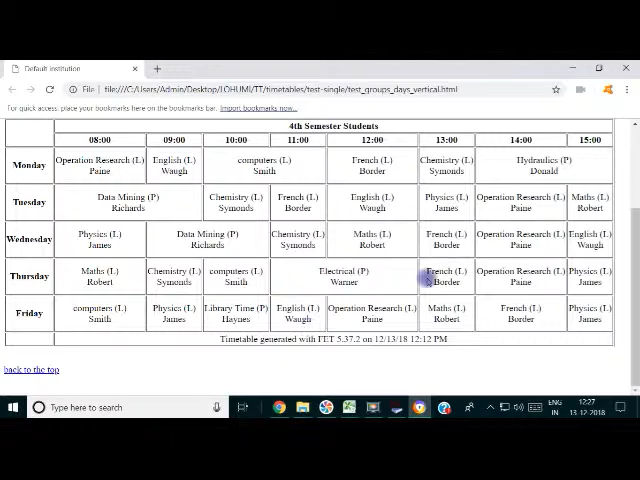 Default institution
File | file:///C:/Users/Admin/Desktop/LOHUMI/TT/timetables/test-single/test_groups_days_vertical.html
For quick access, place your bookmarks here on the bookmarks bar. Import bookmarks now...
4th Semester Students
08:00 09:00 10:00 11:00 12:00 13:00 14:00 15:00
Monday Operation Research (L) English (L) computers (L) French (L) Chemistry (L) Hydraulics (P)
Paine Waugh Smith Border Symonds Donald
Tuesday Data Mining (P) Chemistry (L) French (L) English (L) Physics (L) Operation Research (L) Maths (L)
Richards Symonds Border Waugh James Paine Robert
Wednesday Physics (L) Data Mining (P) Chemistry (L) Maths (L) French (L) Operation Research (L) English (L)
James Richards Symonds Robert Border Paine Waugh
Thursday Maths (L) Chemistry (L) computers (L) Electrical (P) French (L) Operation Research (L) Physics (L)
Robert Symonds Smith Warner Border Paine James
Friday computers (L) Physics (L) Library Time (P) English (L) Operation Research (L) Maths (L) French (L) Physics (L)
Smith James Haynes Waugh Paine Robert Border James
Timetable generated with FET 5.37.2 on 12/13/18 12:12 PM
back to the top
Type here to search
ENG 12:27
IN 13-12-2018